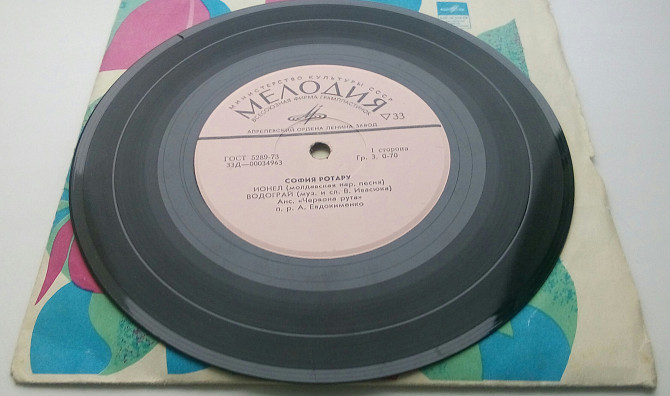 МИНИСТЕРСТВО КУЛЬТУРЫ СССР
МЕЛОДИЯ
ВСЕСОЮЗНАЯ ФИРМА ГРАМПЛАСТИНОК
33
АПРЕЛЕВСКИЙ ОРДЕНА ЛЕНИНА ЗАВОД
ГОСТ 5289-73
33Д—00034963
1 сторона
Гр. 3. 0-70
СОФИЯ РОТАРУ
ИОНЕЛ (молдавская нар. песня)
ВОДОГРАЙ (муз. и сл. В. Ивасюка)
Анс. «Червона рута»
п. р. А. Евдокименко